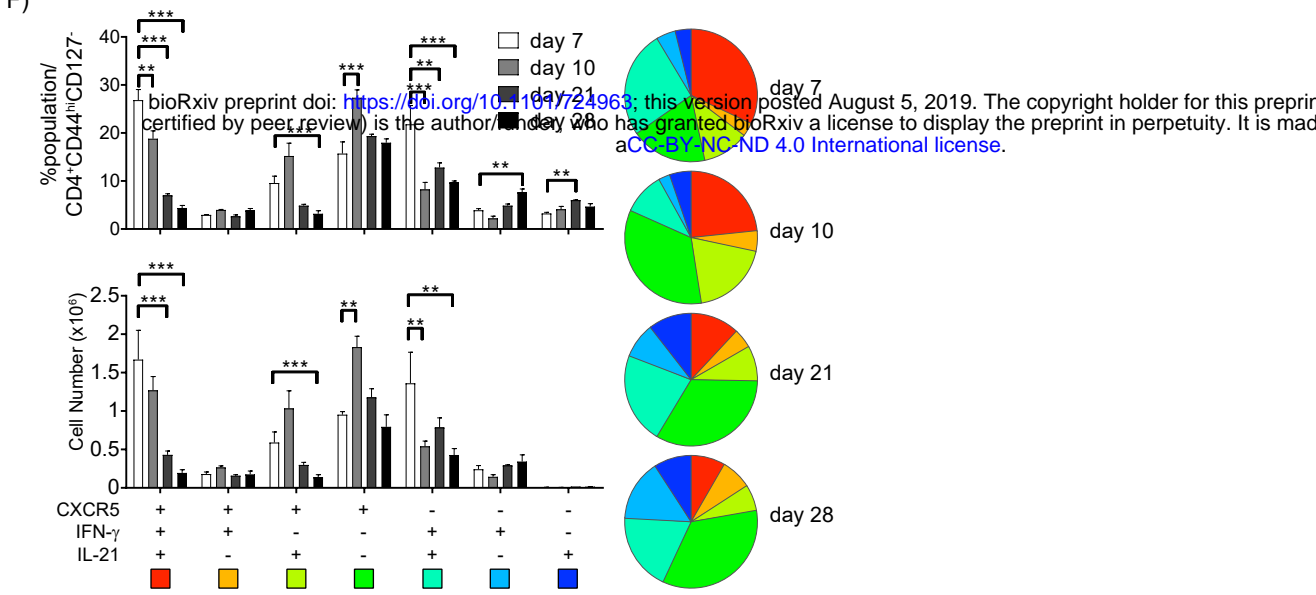 F)
***
***
**
%population/
CD4+CD44hiCD127-
40
30
20
10
0
***
***
***
**
***
**
**
day 7
day 10
day 21
day 28
bioRxiv preprint doi: https://doi.org/10.1101/724963; this version posted August 5, 2019. The copyright holder for this preprin
certified by peer review) is the author/funder, who has granted bioRxiv a license to display the preprint in perpetuity. It is mad
aCC-BY-NC-ND 4.0 International license.
day 7
day 10
day 21
day 28
Cell Number (x10⁶)
2.5
2
1.5
1
0.5
0
***
***
***
**
**
**
CXCR5 + + + + - - -
IFN-γ + + - - + + -
IL-21 + - + - + - +